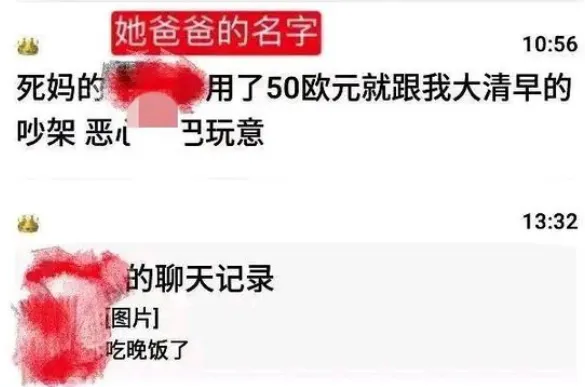 她爸爸的名字
10:56
死妈的 用了50欧元就跟我大清早的
吵架 恶心 巴玩意
13:32
的聊天记录
[图片]
吃晚饭了